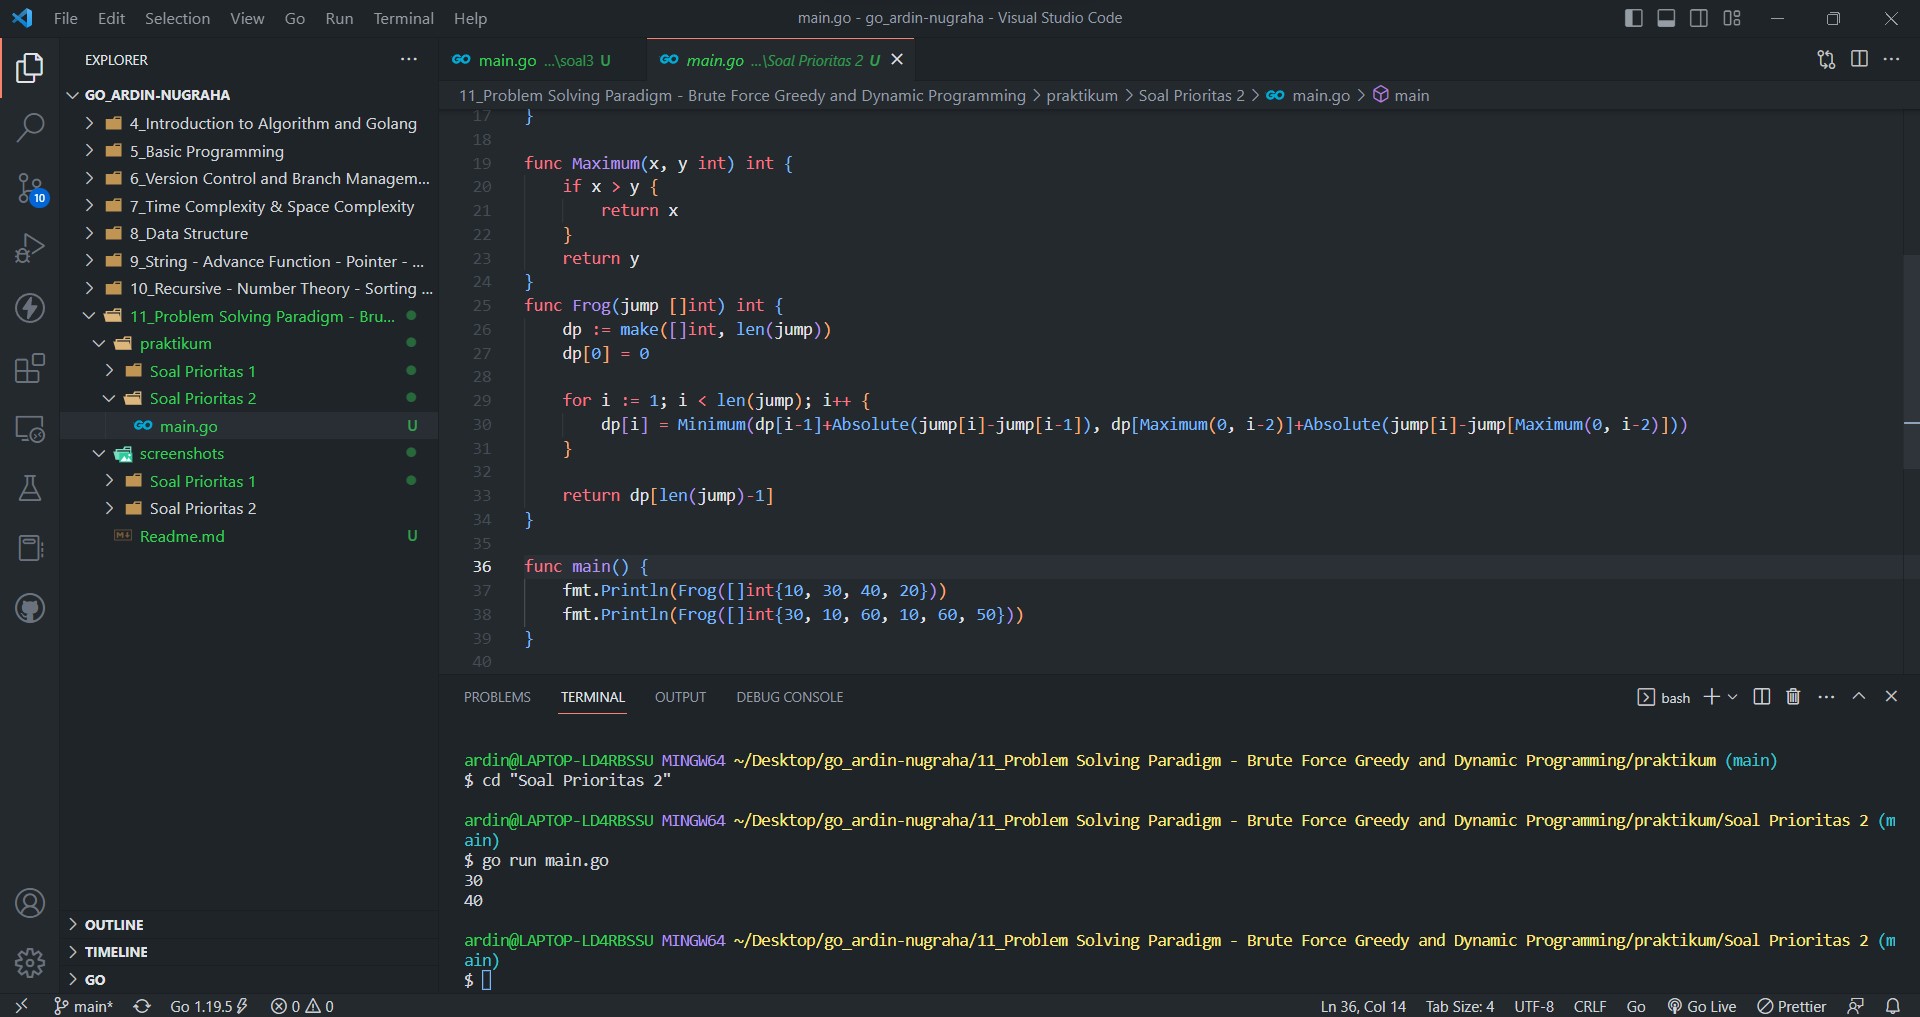 File Edit Selection View Go Run Terminal Help
main.go - go_ardin-nugraha - Visual Studio Code
EXPLORER
GO_ARDIN-NUGRAHA
4_Introduction to Algorithm and Golang
5_Basic Programming
6_Version Control and Branch Managem...
7_Time Complexity & Space Complexity
8_Data Structure
9_String - Advance Function - Pointer - ...
10_Recursive - Number Theory - Sorting ...
11_Problem Solving Paradigm - Bru...
praktikum
Soal Prioritas 1
Soal Prioritas 2
GO main.go U
screenshots
Soal Prioritas 1
Soal Prioritas 2
Readme.md U
OUTLINE
TIMELINE
GO
10
GO main.go ...\soal3 U
GO main.go ...\Soal Prioritas 2 U
11_Problem Solving Paradigm - Brute Force Greedy and Dynamic Programming > praktikum > Soal Prioritas 2 > GO main.go > main
17 }
18
19 func Maximum(x, y int) int {
20     if x > y {
21         return x
22     }
23     return y
24 }
25 func Frog(jump []int) int {
26     dp := make([]int, len(jump))
27     dp[0] = 0
28
29     for i := 1; i < len(jump); i++ {
30         dp[i] = Minimum(dp[i-1]+Absolute(jump[i]-jump[i-1]), dp[Maximum(0, i-2)]+Absolute(jump[i]-jump[Maximum(0, i-2)]))
31     }
32
33     return dp[len(jump)-1]
34 }
35
36 func main() {
37     fmt.Println(Frog([]int{10, 30, 40, 20}))
38     fmt.Println(Frog([]int{30, 10, 60, 10, 60, 50}))
39 }
40
PROBLEMS TERMINAL OUTPUT DEBUG CONSOLE
bash
ardin@LAPTOP-LD4RBSSU MINGW64 ~/Desktop/go_ardin-nugraha/11_Problem Solving Paradigm - Brute Force Greedy and Dynamic Programming/praktikum (main)
$ cd "Soal Prioritas 2"
ardin@LAPTOP-LD4RBSSU MINGW64 ~/Desktop/go_ardin-nugraha/11_Problem Solving Paradigm - Brute Force Greedy and Dynamic Programming/praktikum/Soal Prioritas 2 (m
ain)
$ go run main.go
30
40
ardin@LAPTOP-LD4RBSSU MINGW64 ~/Desktop/go_ardin-nugraha/11_Problem Solving Paradigm - Brute Force Greedy and Dynamic Programming/praktikum/Soal Prioritas 2 (m
ain)
$
main* Go 1.19.5 0 0 Ln 36, Col 14 Tab Size: 4 UTF-8 CRLF Go Go Live Prettier